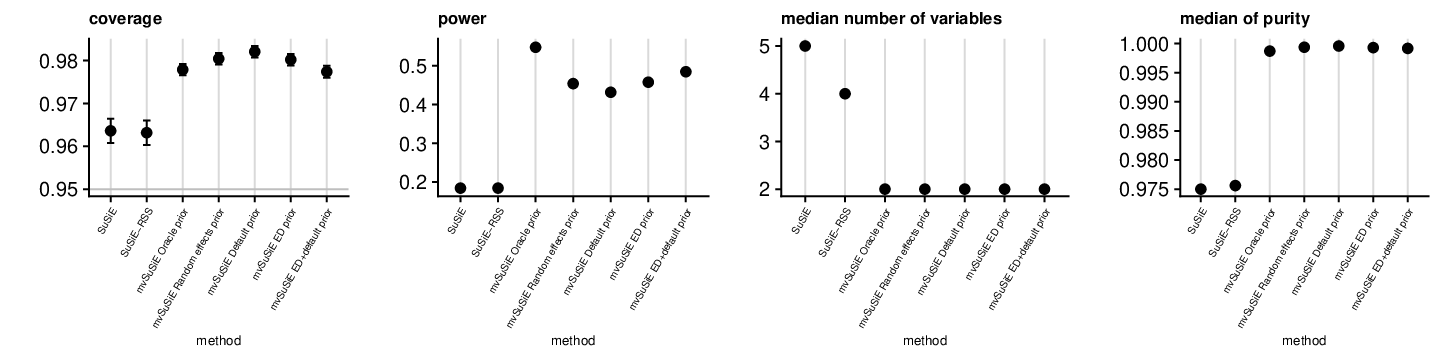 coverage
0.98
0.97
0.96
0.95
SuSiE
SuSiE−RSS
mvSuSiE Oracle prior
mvSuSiE Random effects prior
mvSuSiE Default prior
mvSuSiE ED prior
mvSuSiE ED+default prior
method
power
0.5
0.4
0.3
0.2
SuSiE
SuSiE−RSS
mvSuSiE Oracle prior
mvSuSiE Random effects prior
mvSuSiE Default prior
mvSuSiE ED prior
mvSuSiE ED+default prior
method
median number of variables
5
4
3
2
SuSiE
SuSiE−RSS
mvSuSiE Oracle prior
mvSuSiE Random effects prior
mvSuSiE Default prior
mvSuSiE ED prior
mvSuSiE ED+default prior
method
median of purity
1.000
0.995
0.990
0.985
0.980
0.975
SuSiE
SuSiE−RSS
mvSuSiE Oracle prior
mvSuSiE Random effects prior
mvSuSiE Default prior
mvSuSiE ED prior
mvSuSiE ED+default prior
method